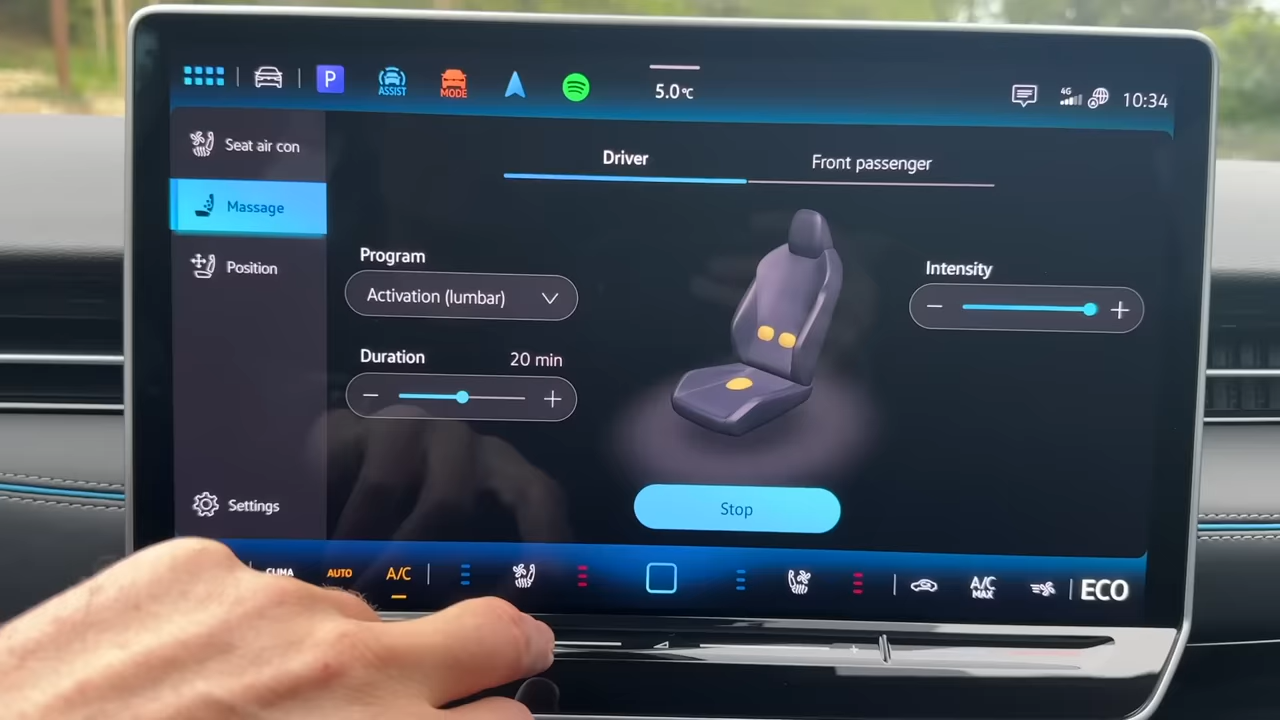 P
ASSIST
MODE
5.0°C
4G
10:34
Seat air con
Massage
Position
Settings
Driver
Front passenger
Program
Activation (lumbar)
Duration
20 min
Intensity
Stop
CLIMA
AUTO
A/C
A/C
MAX
ECO